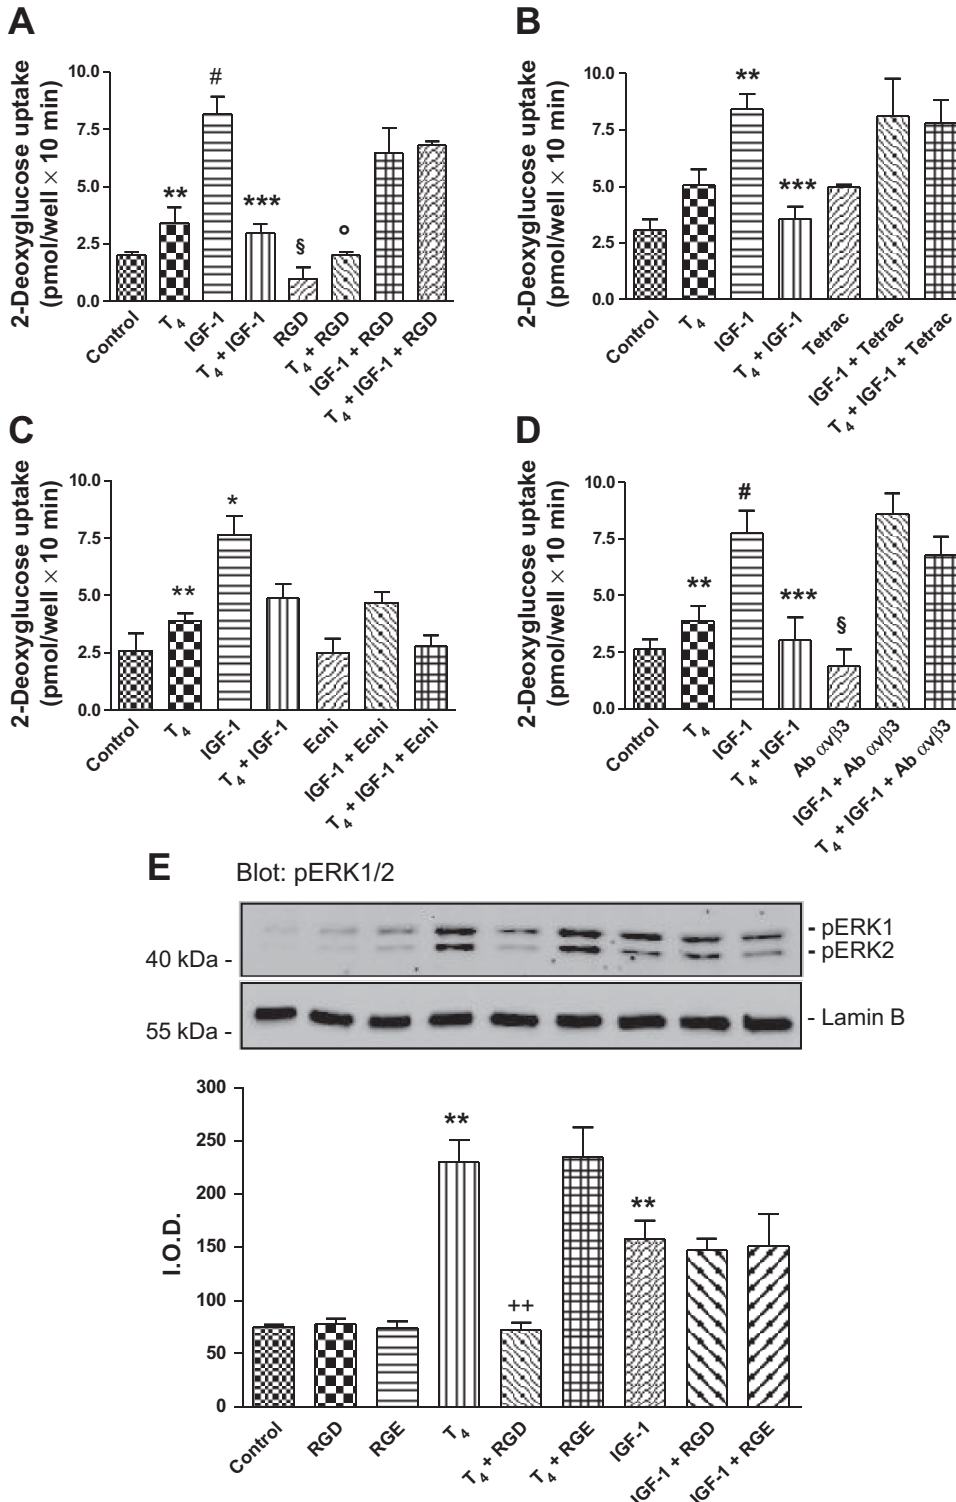 A
2-Deoxyglucose uptake
(pmol/well × 10 min)
10.0
7.5
5.0
2.5
0.0
**
#
***
§
°
Control
T4
IGF-1
T4 + IGF-1
RGD
T4 + RGD
IGF-1 + RGD
T4 + IGF-1 + RGD
B
2-Deoxyglucose uptake
(pmol/well × 10 min)
10.0
7.5
5.0
2.5
0.0
**
***
Control
T4
IGF-1
T4 + IGF-1
Tetrac
IGF-1 + Tetrac
T4 + IGF-1 + Tetrac
C
2-Deoxyglucose uptake
(pmol/well × 10 min)
10.0
7.5
5.0
2.5
0.0
**
*
Control
T4
IGF-1
T4 + IGF-1
Echi
IGF-1 + Echi
T4 + IGF-1 + Echi
D
2-Deoxyglucose uptake
(pmol/well × 10 min)
10.0
7.5
5.0
2.5
0.0
**
#
***
§
Control
T4
IGF-1
T4 + IGF-1
Ab αvβ3
IGF-1 + Ab αvβ3
T4 + IGF-1 + Ab αvβ3
E
Blot: pERK1/2
- pERK1
- pERK2
40 kDa -
- Lamin B
55 kDa -
I.O.D.
300
250
200
150
100
50
0
**
++
**
Control
RGD
RGE
T4
T4 + RGD
T4 + RGE
IGF-1
IGF-1 + RGD
IGF-1 + RGE